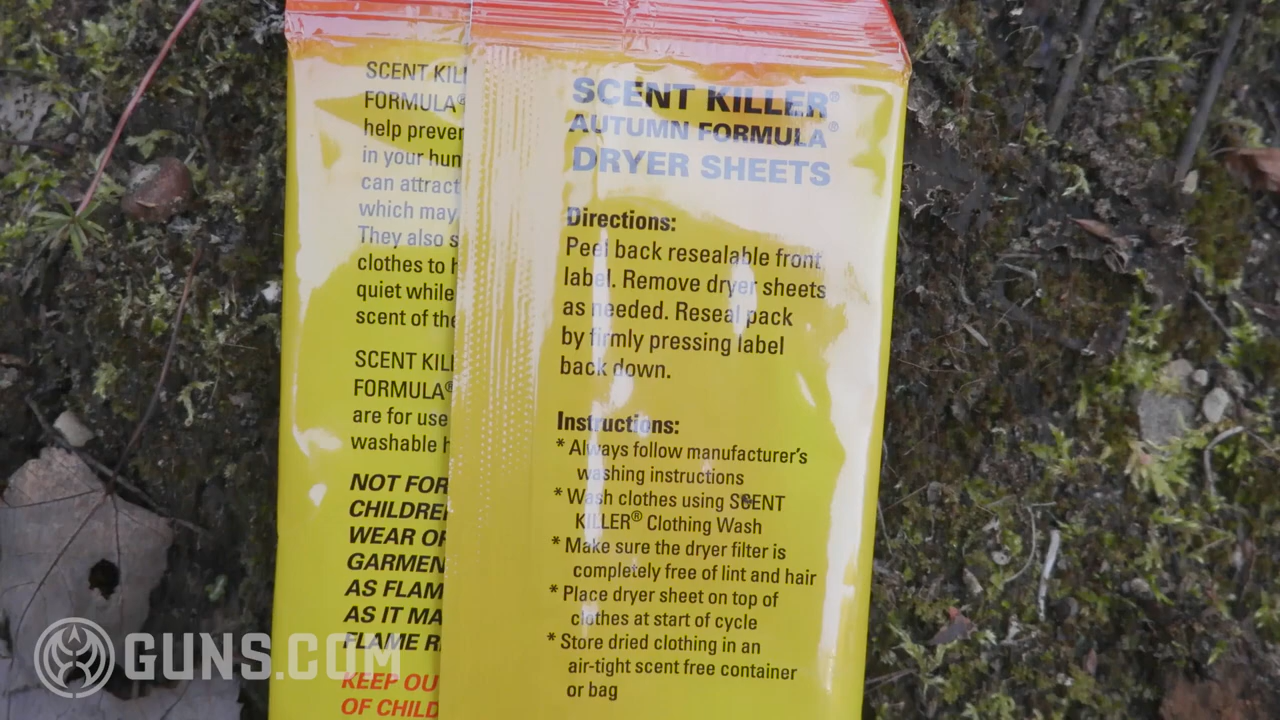 SCENT KIL
FORMULA®
help preven
in your hun
can attract
which may
They also s
clothes to h
quiet while
scent of the
SCENT KIL
FORMULA®
are for use
washable h
NOT FOR
CHILDRE
WEAR OR
GARMEN
AS FLAM
AS IT MA
FLAME R
KEEP OU
OF CHILD
SCENT KILLER®
AUTUMN FORMULA®
DRYER SHEETS
Directions:
Peel back resealable front
label. Remove dryer sheets
as needed. Reseal pack
by firmly pressing label
back down.
Instructions:
* Always follow manufacturer's
washing instructions
* Wash clothes using SCENT
KILLER® Clothing Wash
* Make sure the dryer filter is
completely free of lint and hair
* Place dryer sheet on top of
clothes at start of cycle
* Store dried clothing in an
air-tight scent free container
or bag
GUNS.COM